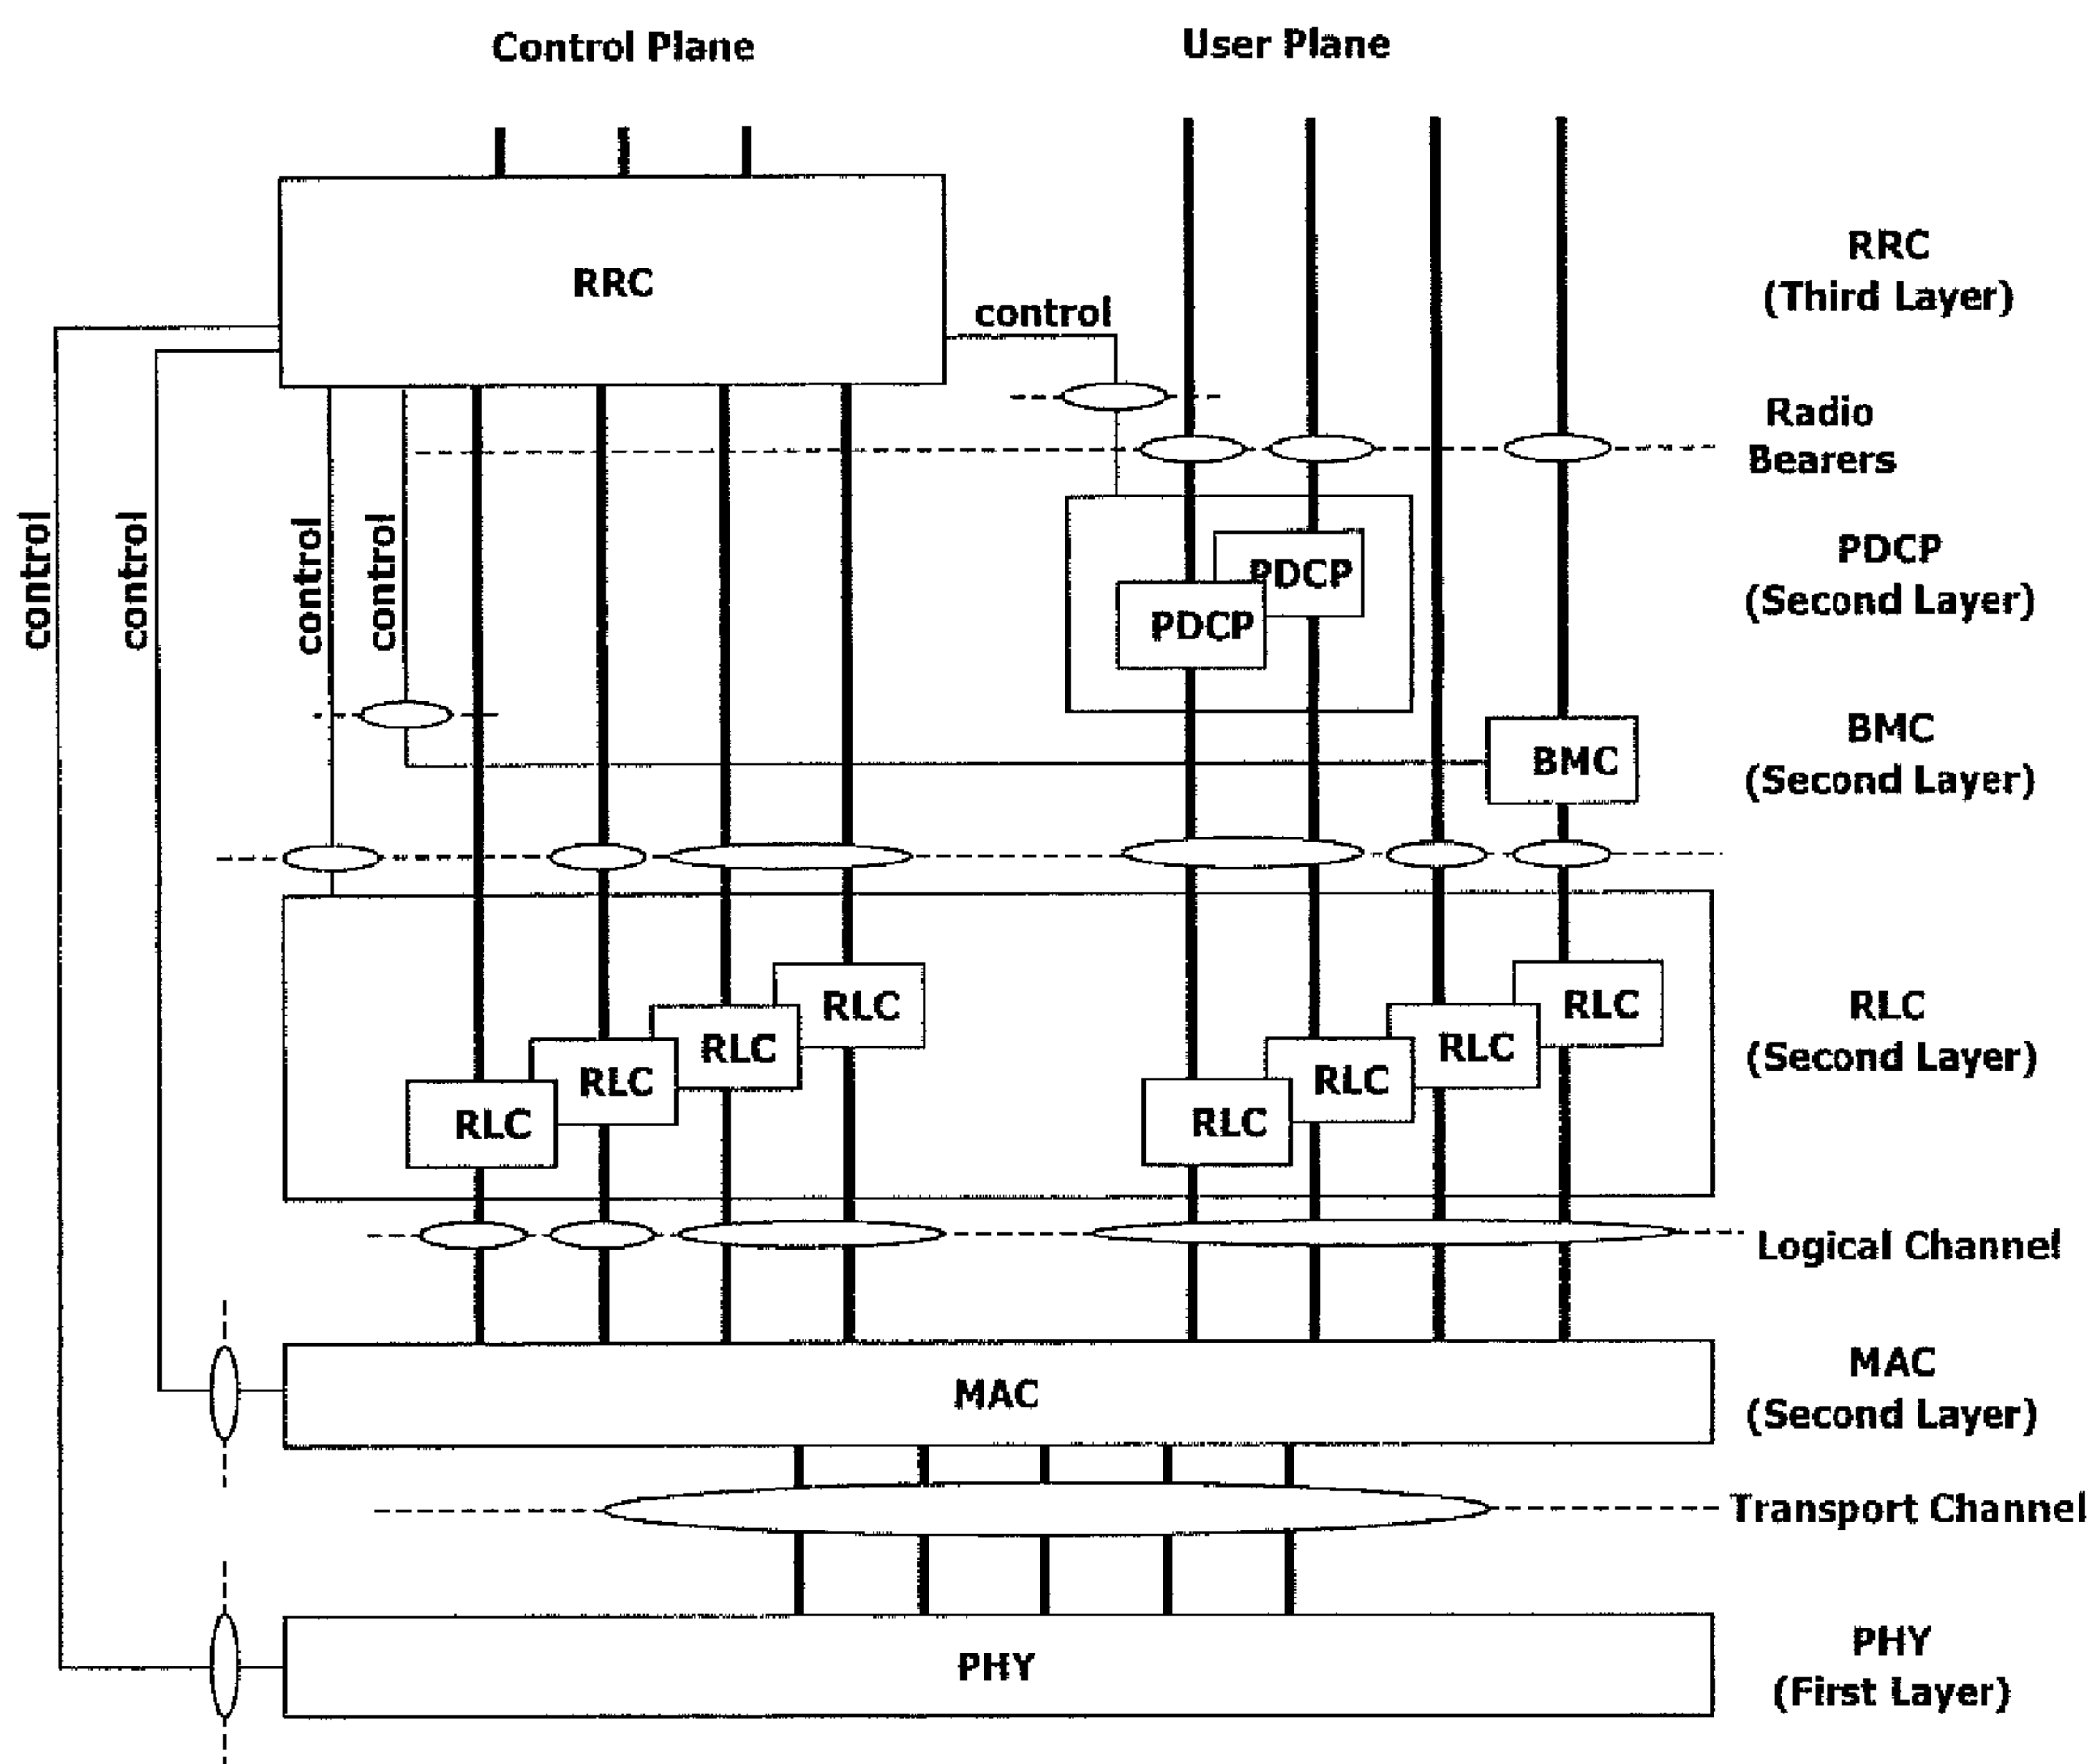 Control Plane
User Plane
RRC
control
RRC
(Third Layer)
Radio
Bearers
control
control
control
control
PDCP
PDCP
PDCP
(Second Layer)
BMC
BMC
(Second Layer)
RLC
RLC
RLC
RLC
RLC
RLC
RLC
RLC
RLC
(Second Layer)
Logical Channel
MAC
MAC
(Second Layer)
Transport Channel
PHY
PHY
(First Layer)